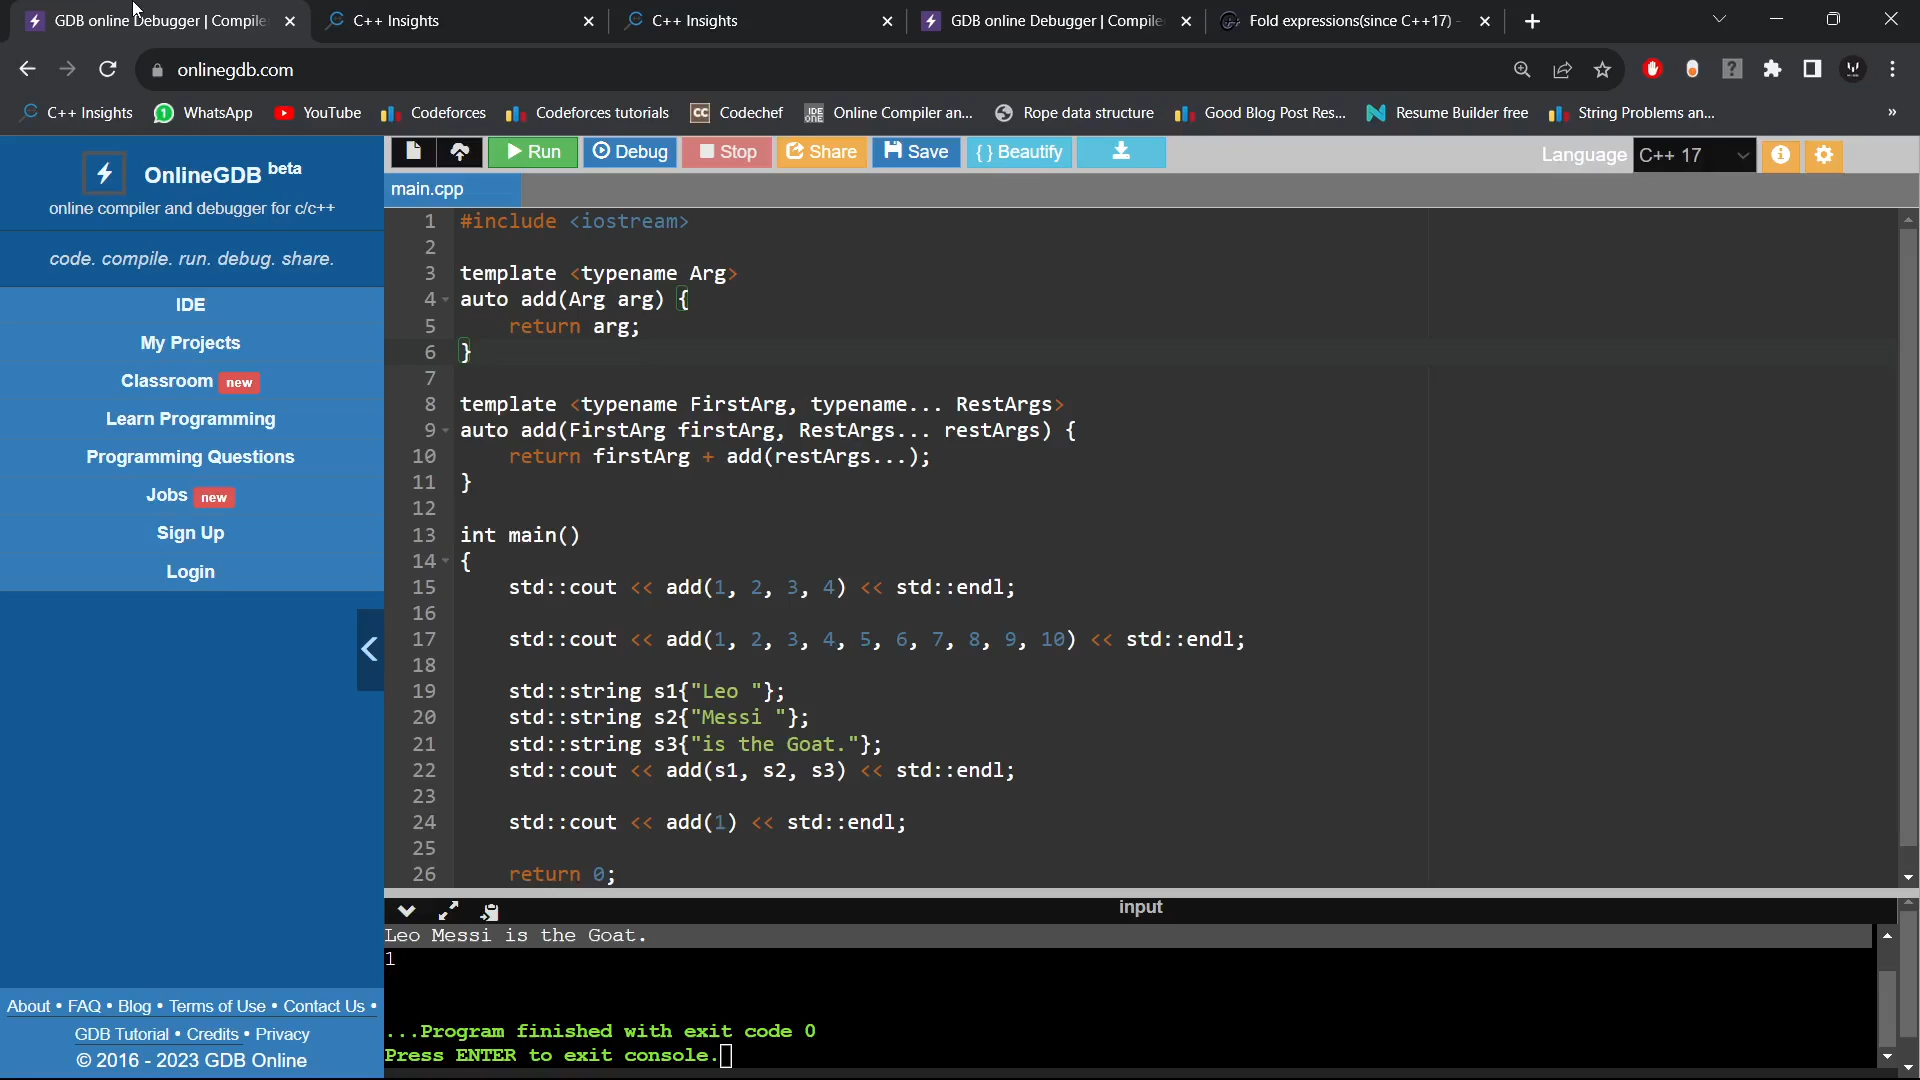 GDB online Debugger | Compile
C++ Insights
C++ Insights
GDB online Debugger | Compile
Fold expressions(since C++17) -
onlinegdb.com
C++ Insights
WhatsApp
YouTube
Codeforces
Codeforces tutorials
CC Codechef
IDE ONE Online Compiler an...
Rope data structure
Good Blog Post Res...
Resume Builder free
String Problems an...
»
OnlineGDB beta
online compiler and debugger for c/c++
code. compile. run. debug. share.
IDE
My Projects
Classroom new
Learn Programming
Programming Questions
Jobs new
Sign Up
Login
About • FAQ • Blog • Terms of Use • Contact Us •
GDB Tutorial • Credits • Privacy
© 2016 - 2023 GDB Online
Run
Debug
Stop
Share
Save
{ } Beautify
Language C++ 17
main.cpp
1 #include <iostream>
2
3 template <typename Arg>
4 auto add(Arg arg) {
5 return arg;
6 }
7
8 template <typename FirstArg, typename... RestArgs>
9 auto add(FirstArg firstArg, RestArgs... restArgs) {
10 return firstArg + add(restArgs...);
11 }
12
13 int main()
14 {
15 std::cout << add(1, 2, 3, 4) << std::endl;
16
17 std::cout << add(1, 2, 3, 4, 5, 6, 7, 8, 9, 10) << std::endl;
18
19 std::string s1{"Leo "};
20 std::string s2{"Messi "};
21 std::string s3{"is the Goat."};
22 std::cout << add(s1, s2, s3) << std::endl;
23
24 std::cout << add(1) << std::endl;
25
26 return 0;
input
Leo Messi is the Goat.
1
...Program finished with exit code 0
Press ENTER to exit console.